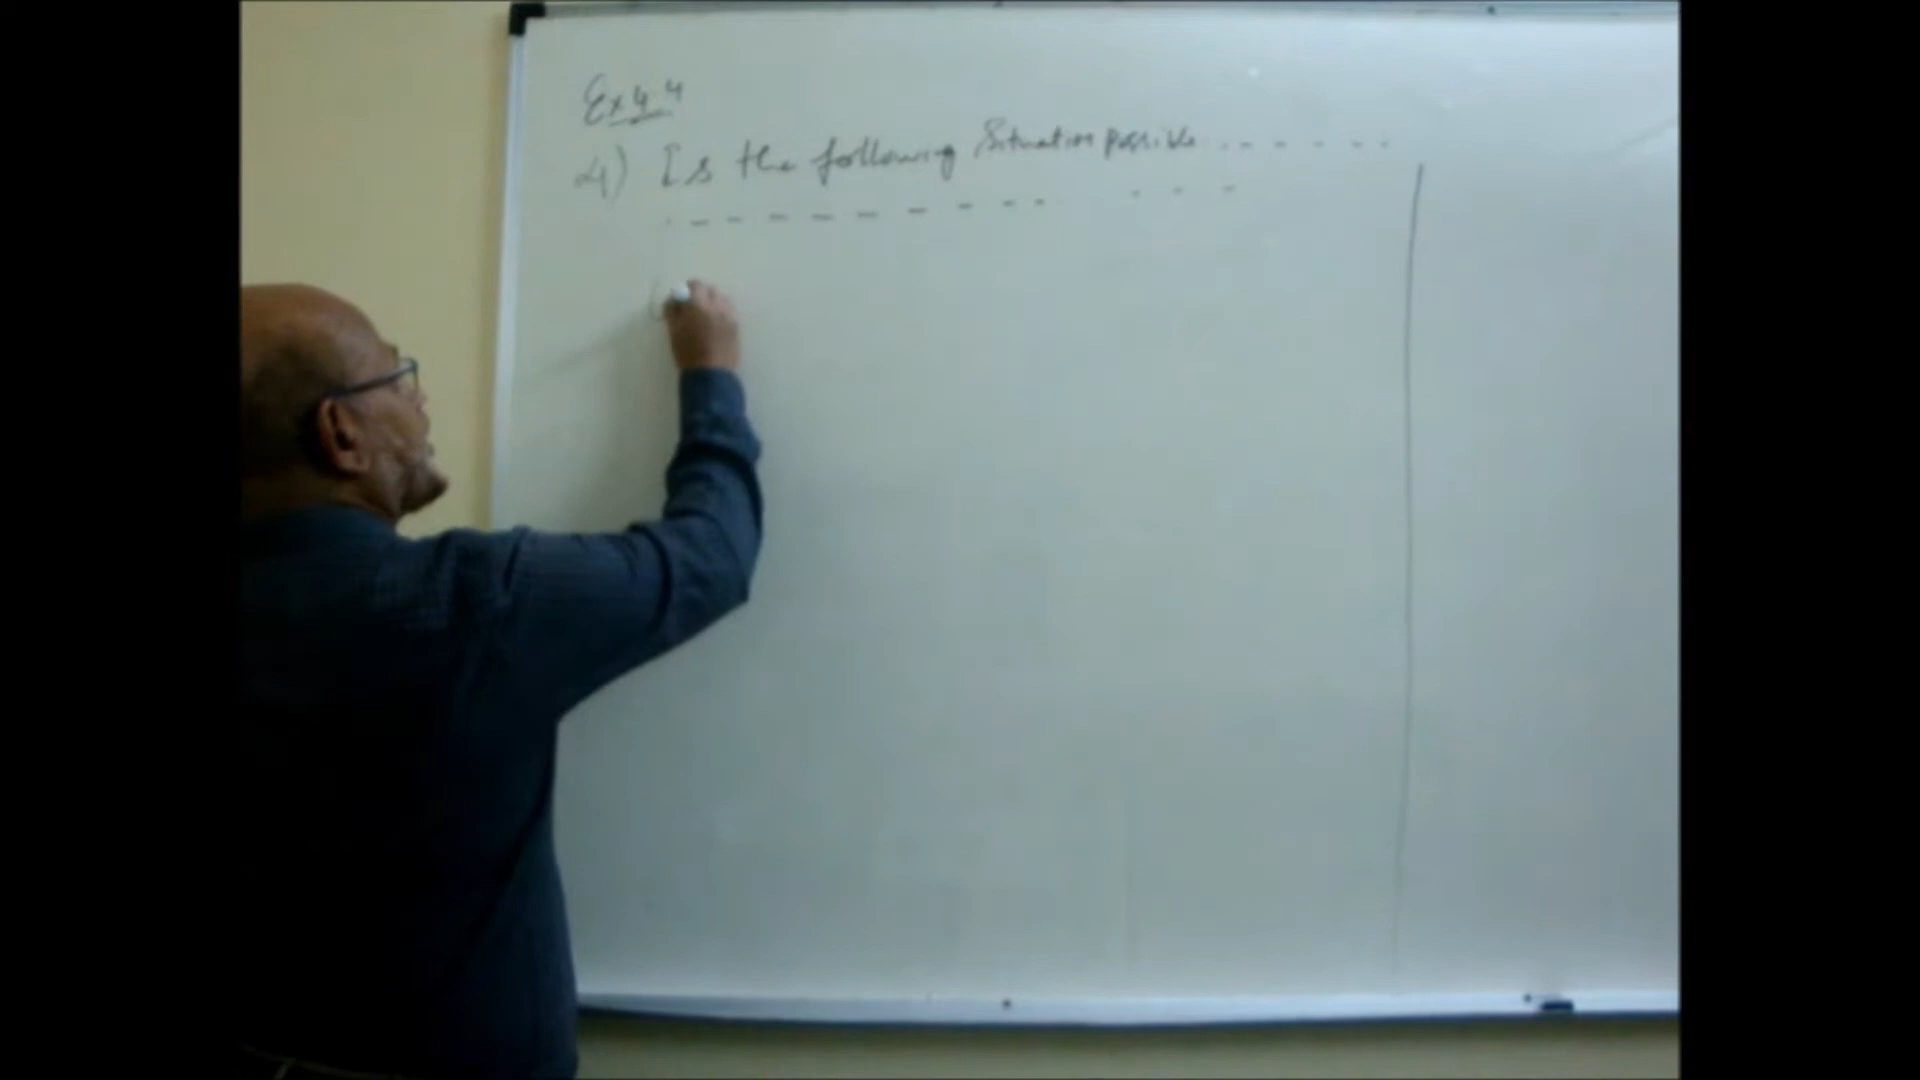 Ex 4.4
4) Is the following Situation possible . - - - - - -
. - - - - - - - - - - - -
(